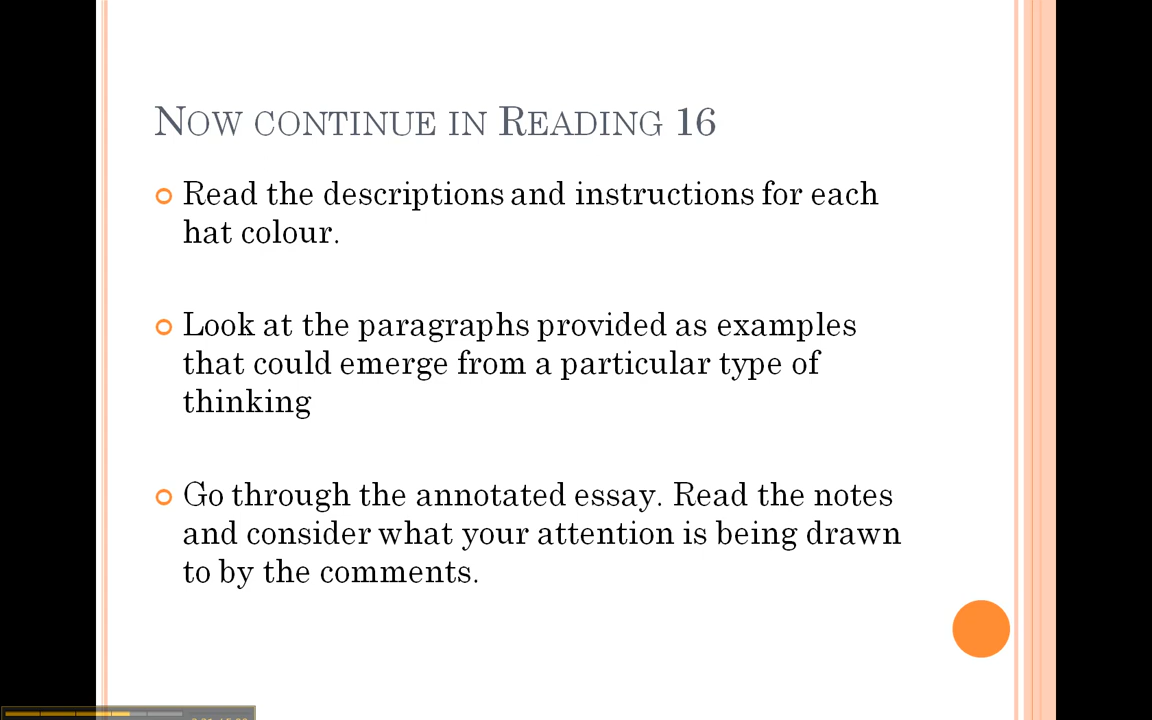 Now continue in Reading 16
Read the descriptions and instructions for each
hat colour.
Look at the paragraphs provided as examples
that could emerge from a particular type of
thinking
Go through the annotated essay. Read the notes
and consider what your attention is being drawn
to by the comments.